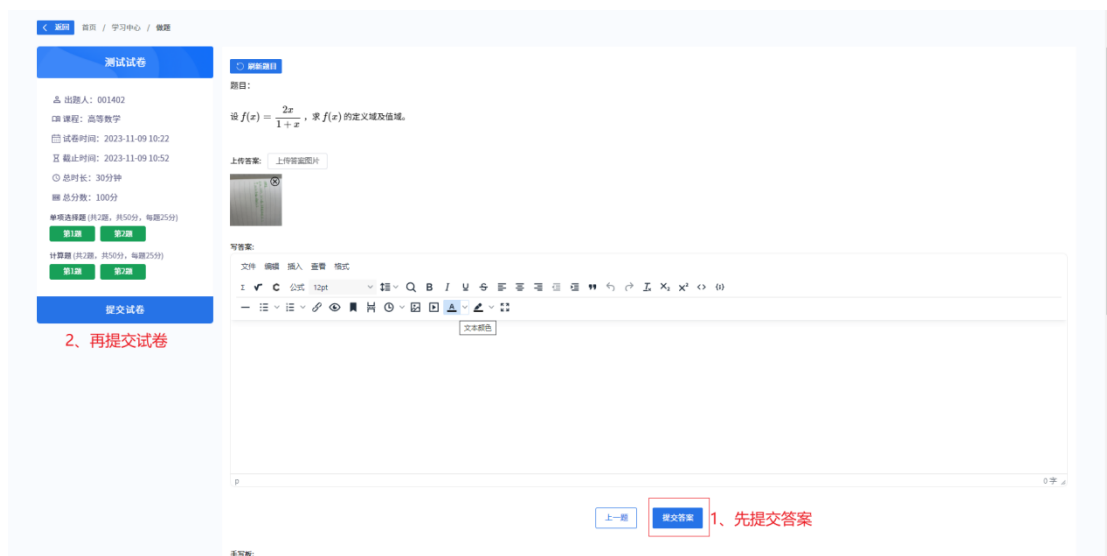 返回 首页 / 学习中心 / 做题
测试试卷
出题人：001402
课程：高等数学
试卷时间：2023-11-09 10:22
截止时间：2023-11-09 10:52
总时长：30分钟
总分数：100分
单项选择题 (共2题，共50分，每题25分)
第1题 第2题
计算题 (共2题，共50分，每题25分)
第1题 第2题
提交试卷
2、再提交试卷
刷新题目
题目：
设 f(x) = 2x / 1 + x ，求 f(x) 的定义域及值域。
上传答案: 上传答案图片
写答案:
文件 编辑 插入 查看 格式
公式 12pt
文本颜色
p 0 字
上一题 提交答案 1、先提交答案
手写板: